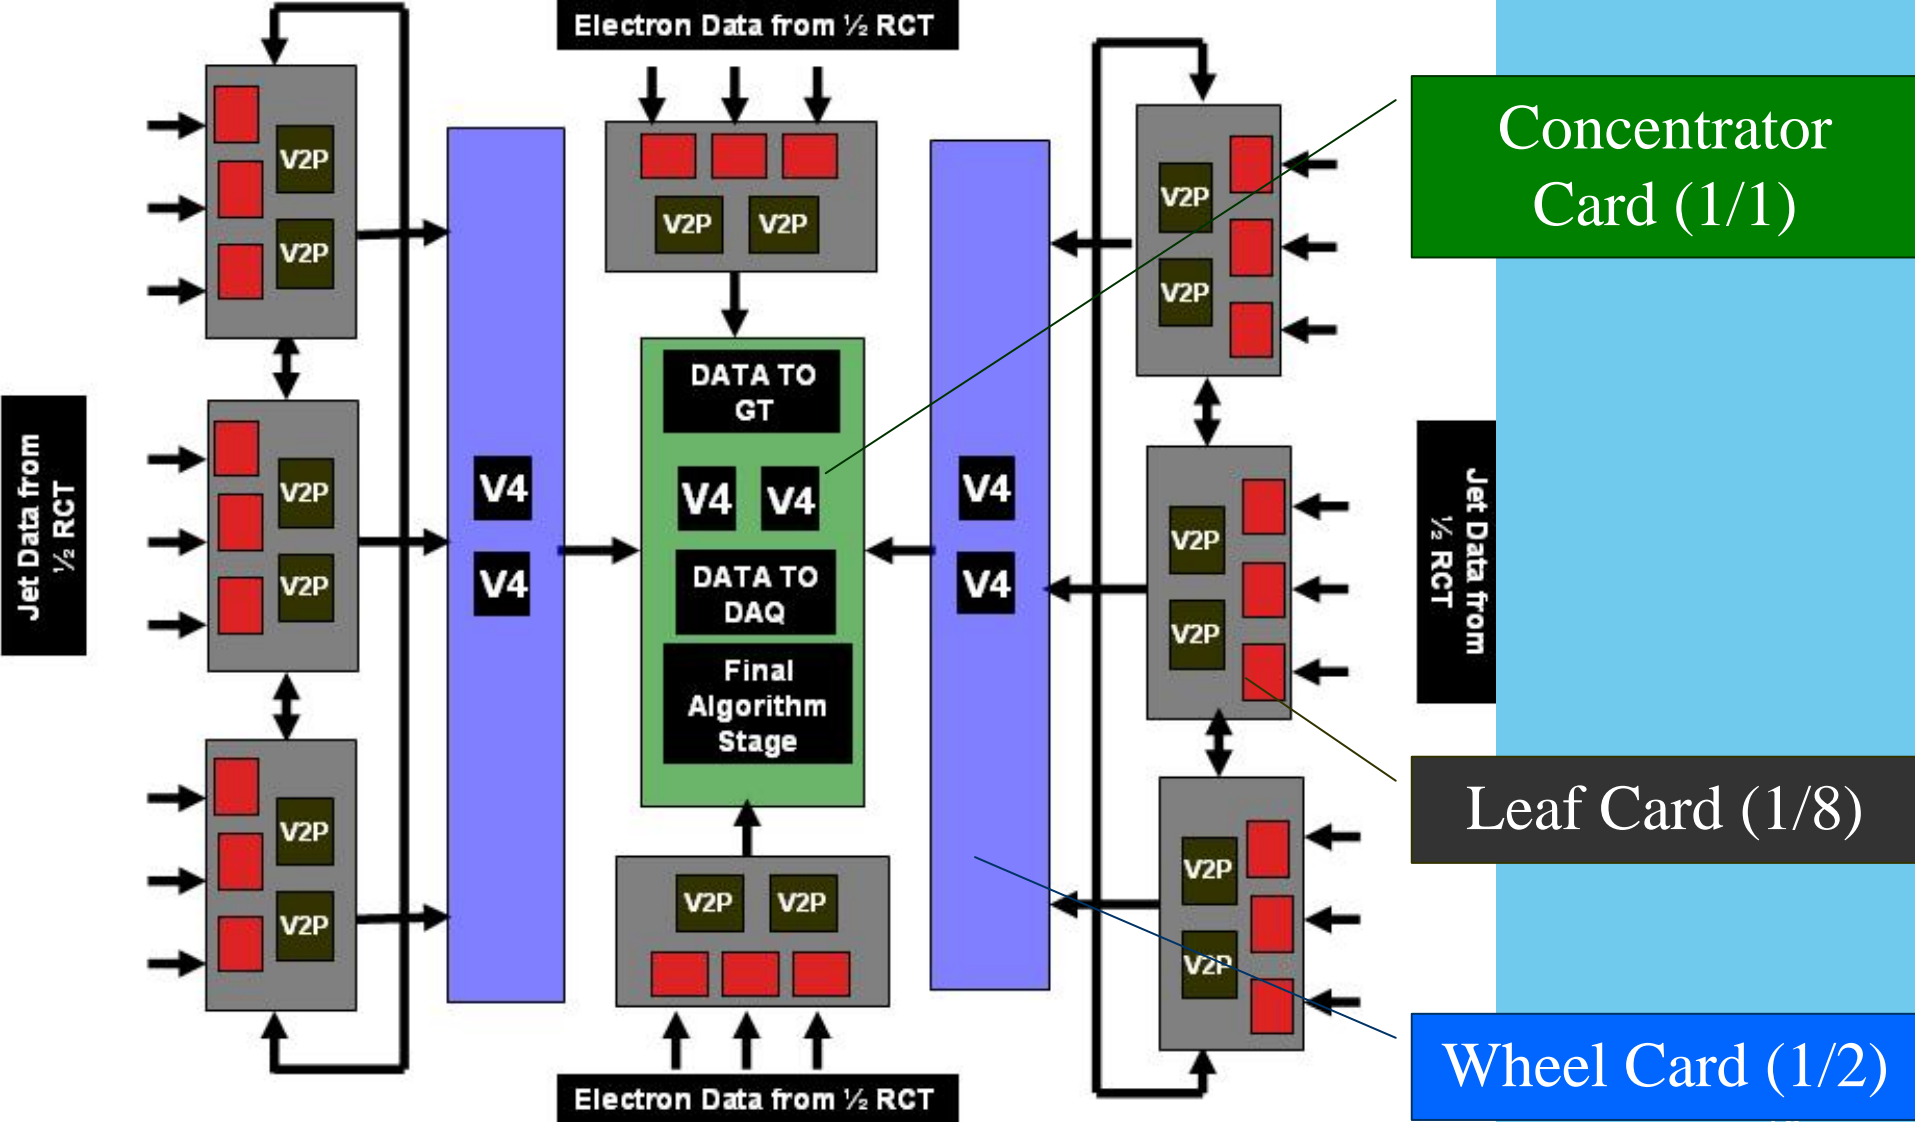 Electron Data from ½ RCT
Concentrator
Card (1/1)
V2P
V2P
V2P
V2P
V2P
V2P
DATA TO
GT
Jet Data from
½ RCT
V2P
V2P
V4
V4
V4
V4
V4
V4
DATA TO
DAQ
Final
Algorithm
Stage
V2P
V2P
Jet Data from
½ RCT
Leaf Card (1/8)
V2P
V2P
V2P
V2P
V2P
V2P
Wheel Card (1/2)
Electron Data from ½ RCT